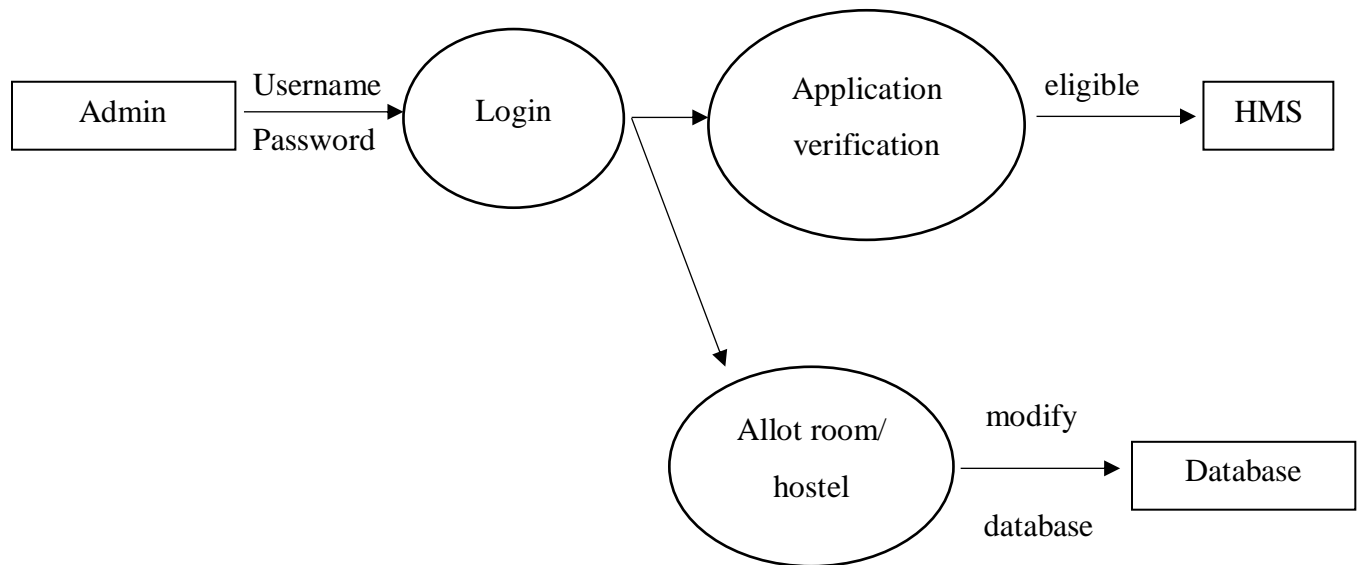 Admin
Username
Password
Login
Application
verification
eligible
HMS
Allot room/
hostel
modify
database
Database